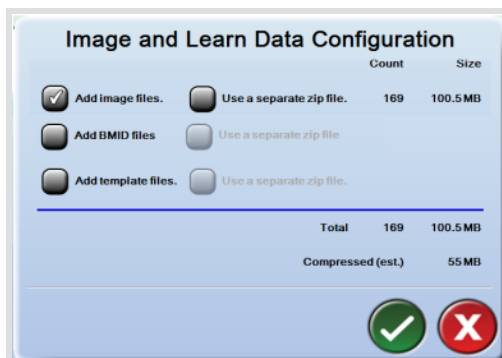 Image and Learn Data Configuration
Count Size
Add image files. Use a separate zip file. 169 100.5 MB
Add BMID files Use a separate zip file
Add template files. Use a separate zip file.
Total 169 100.5 MB
Compressed (est.) 55 MB